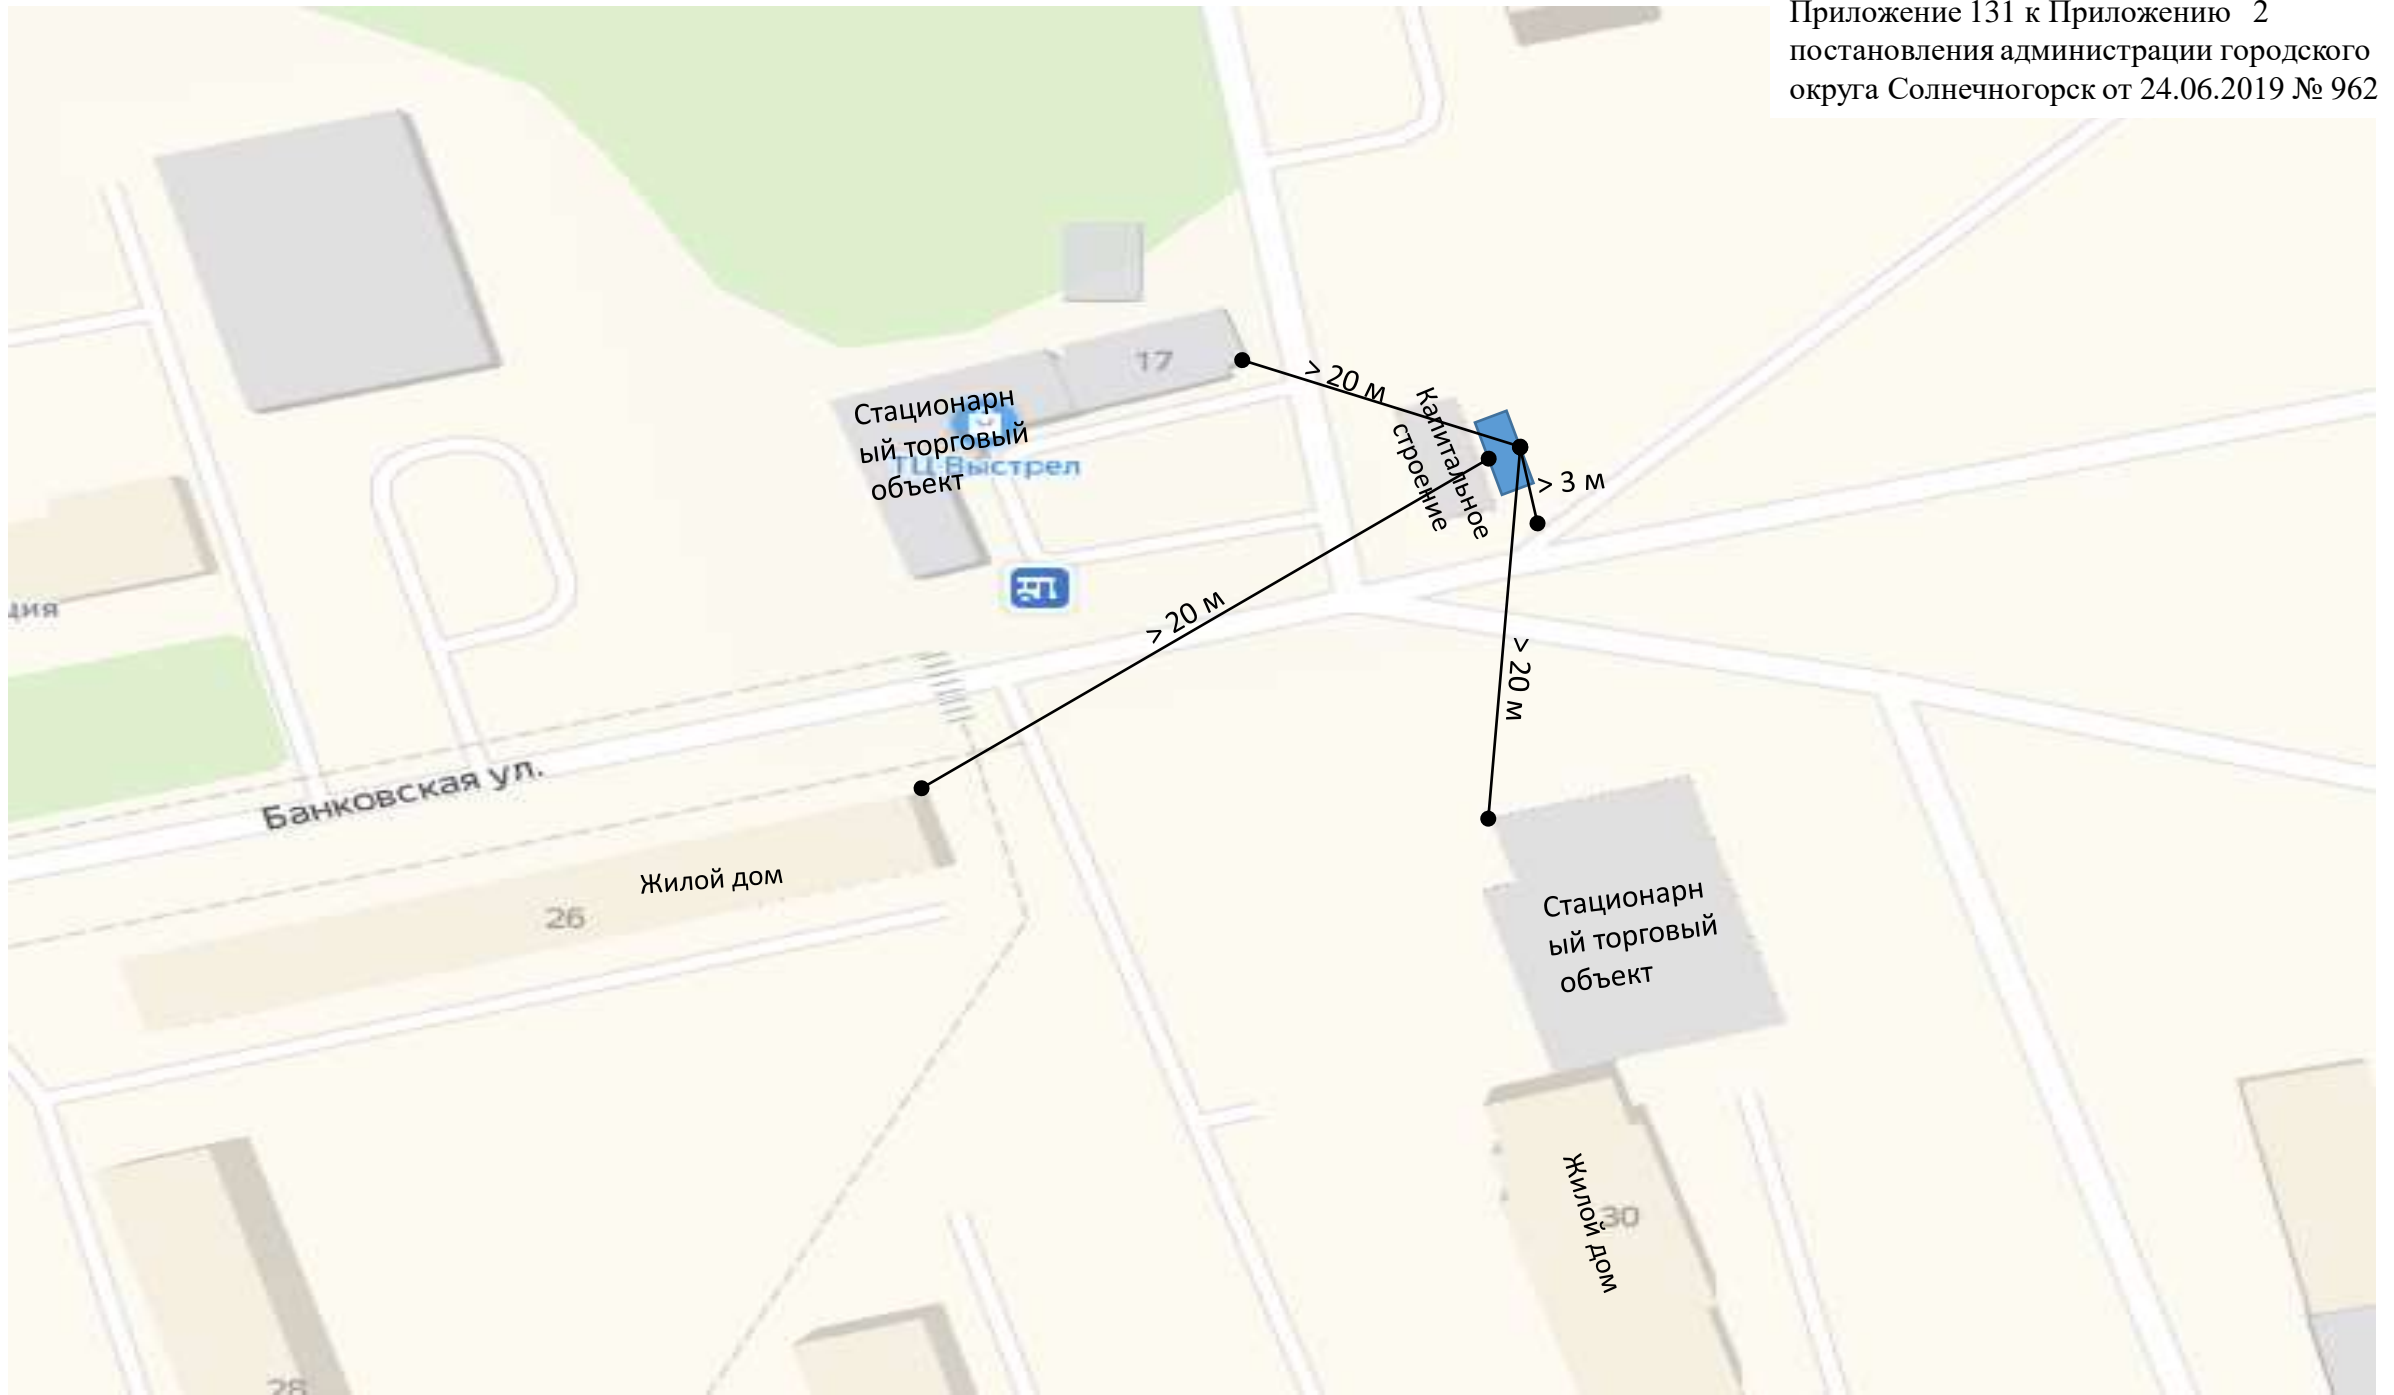 Приложение 131 к Приложению 2
постановления администрации городского
округа Солнечногорск от 24.06.2019 № 962
17
> 20 м
Стационарн
ый торговый
объект
ТЦ Выстрел
Капитальное
строение
> 3 м
ция
> 20 м
> 20 м
Банковская ул.
Жилой дом
26
Стационарн
ый торговый
объект
Жилой дом
30
28